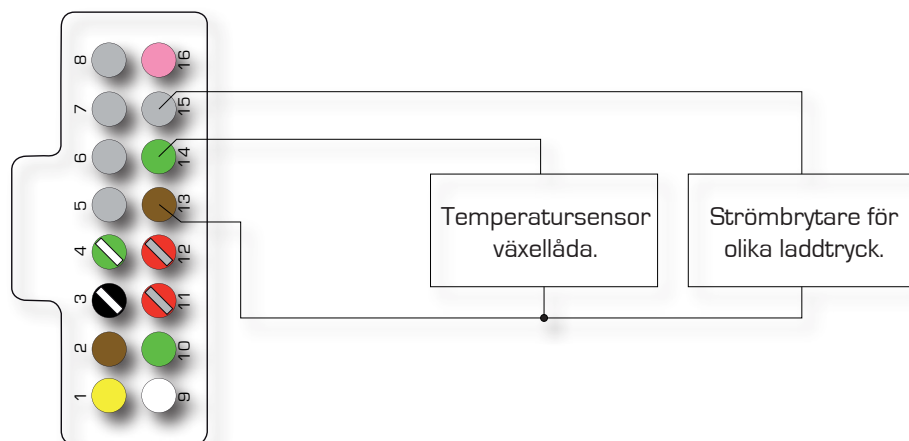 8 16
7 15
6 14
5 13
4 12
3 11
2 10
1 9
Temperatursensor
växellåda.
Strömbrytare för
olika laddtryck.